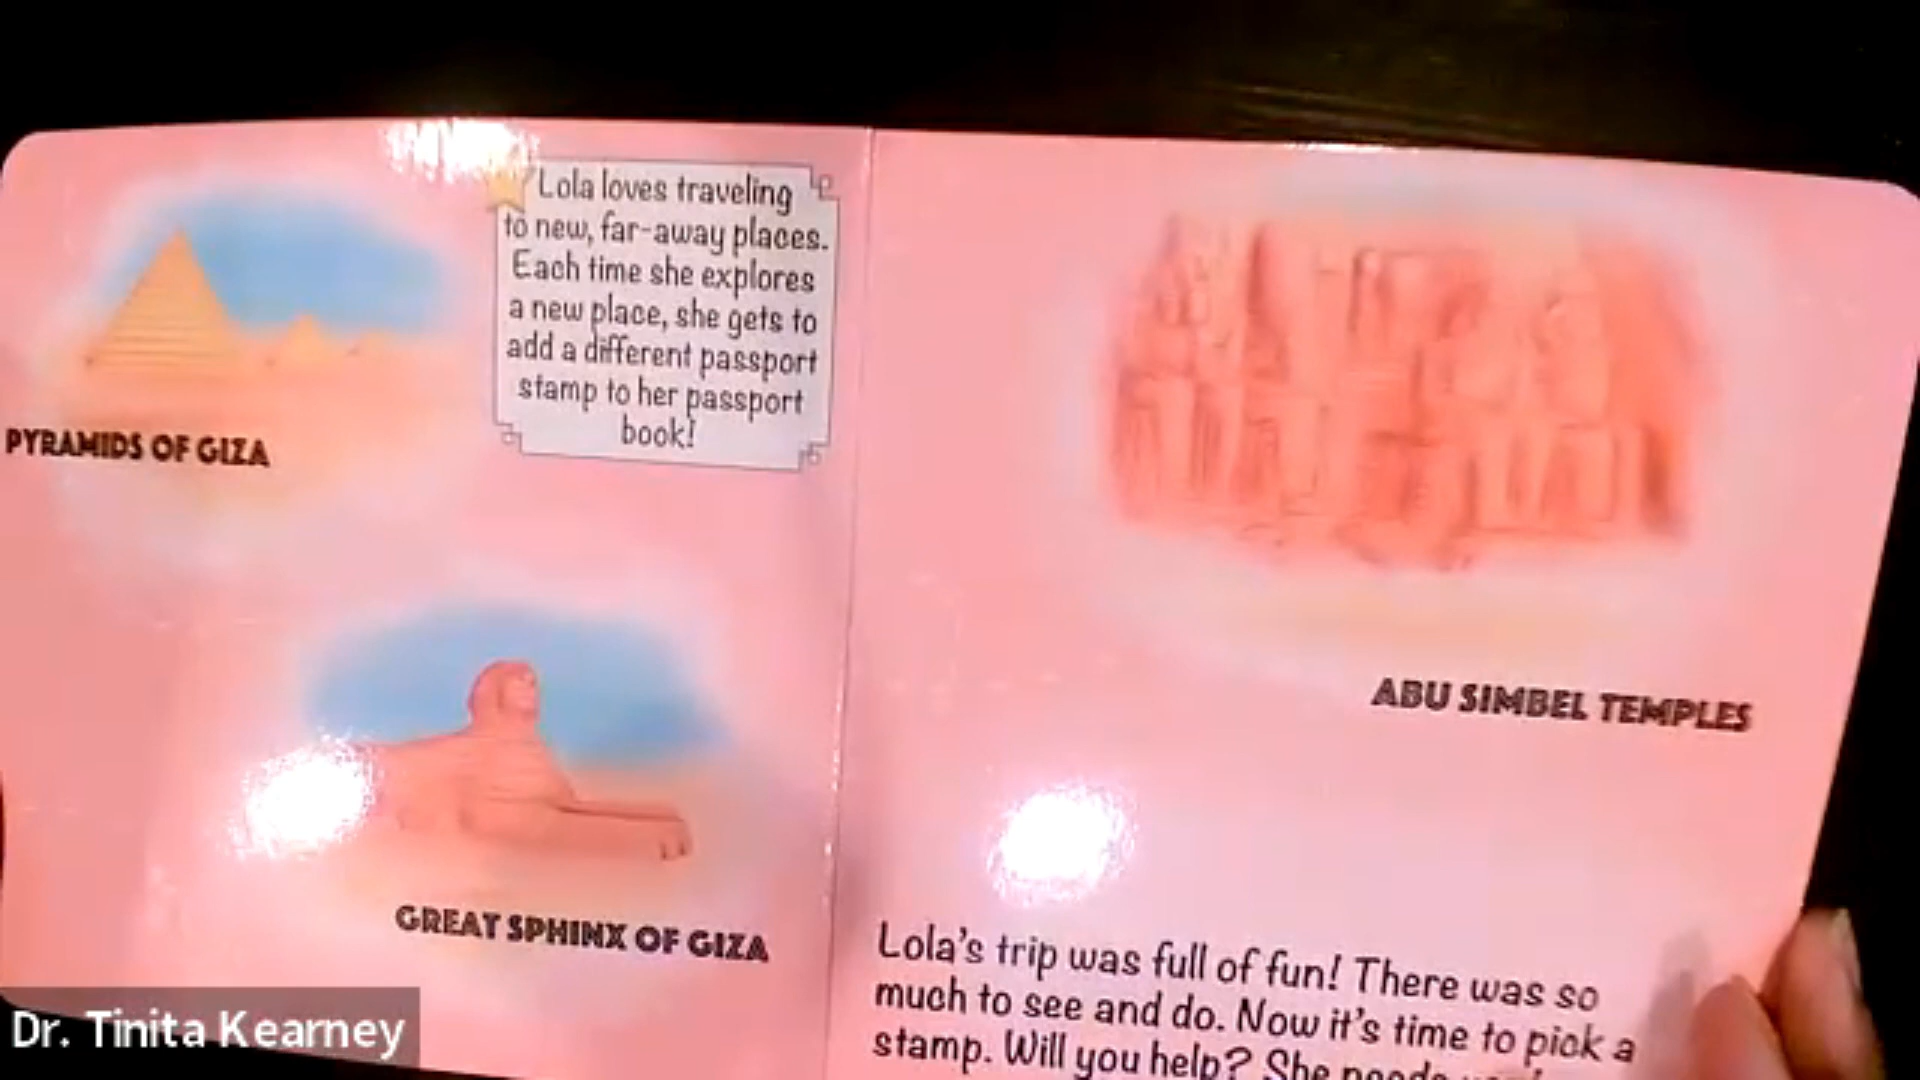 Lola loves traveling
to new, far-away places.
Each time she explores
a new place, she gets to
add a different passport
stamp to her passport
book!
PYRAMIDS OF GIZA
GREAT SPHINX OF GIZA
ABU SIMBEL TEMPLES
Lola's trip was full of fun! There was so
much to see and do. Now it's time to pick a
stamp. Will you help? She needs
Dr. Tinita Kearney